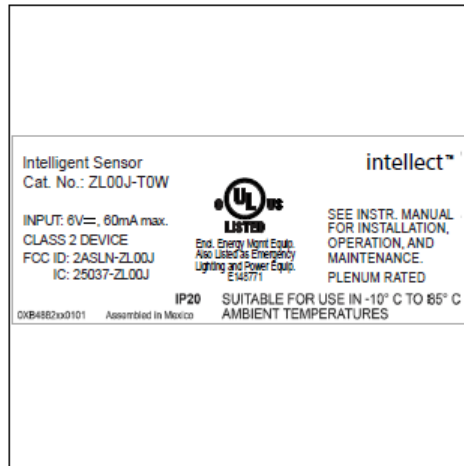 Intelligent Sensor
Cat. No.: ZL00J-T0W
intellect™
c UL US
LISTED
Encl. Energy Mgmt Equip.
Also Listed as Emergency
Lighting and Power Equip.
E148771
INPUT: 6V⎓, 60mA max.
CLASS 2 DEVICE
FCC ID: 2ASLN-ZL00J
IC: 25037-ZL00J
SEE INSTR. MANUAL
FOR INSTALLATION,
OPERATION, AND
MAINTENANCE.
PLENUM RATED
IP20
SUITABLE FOR USE IN -10° C TO 85° C
AMBIENT TEMPERATURES
Assembled in Mexico